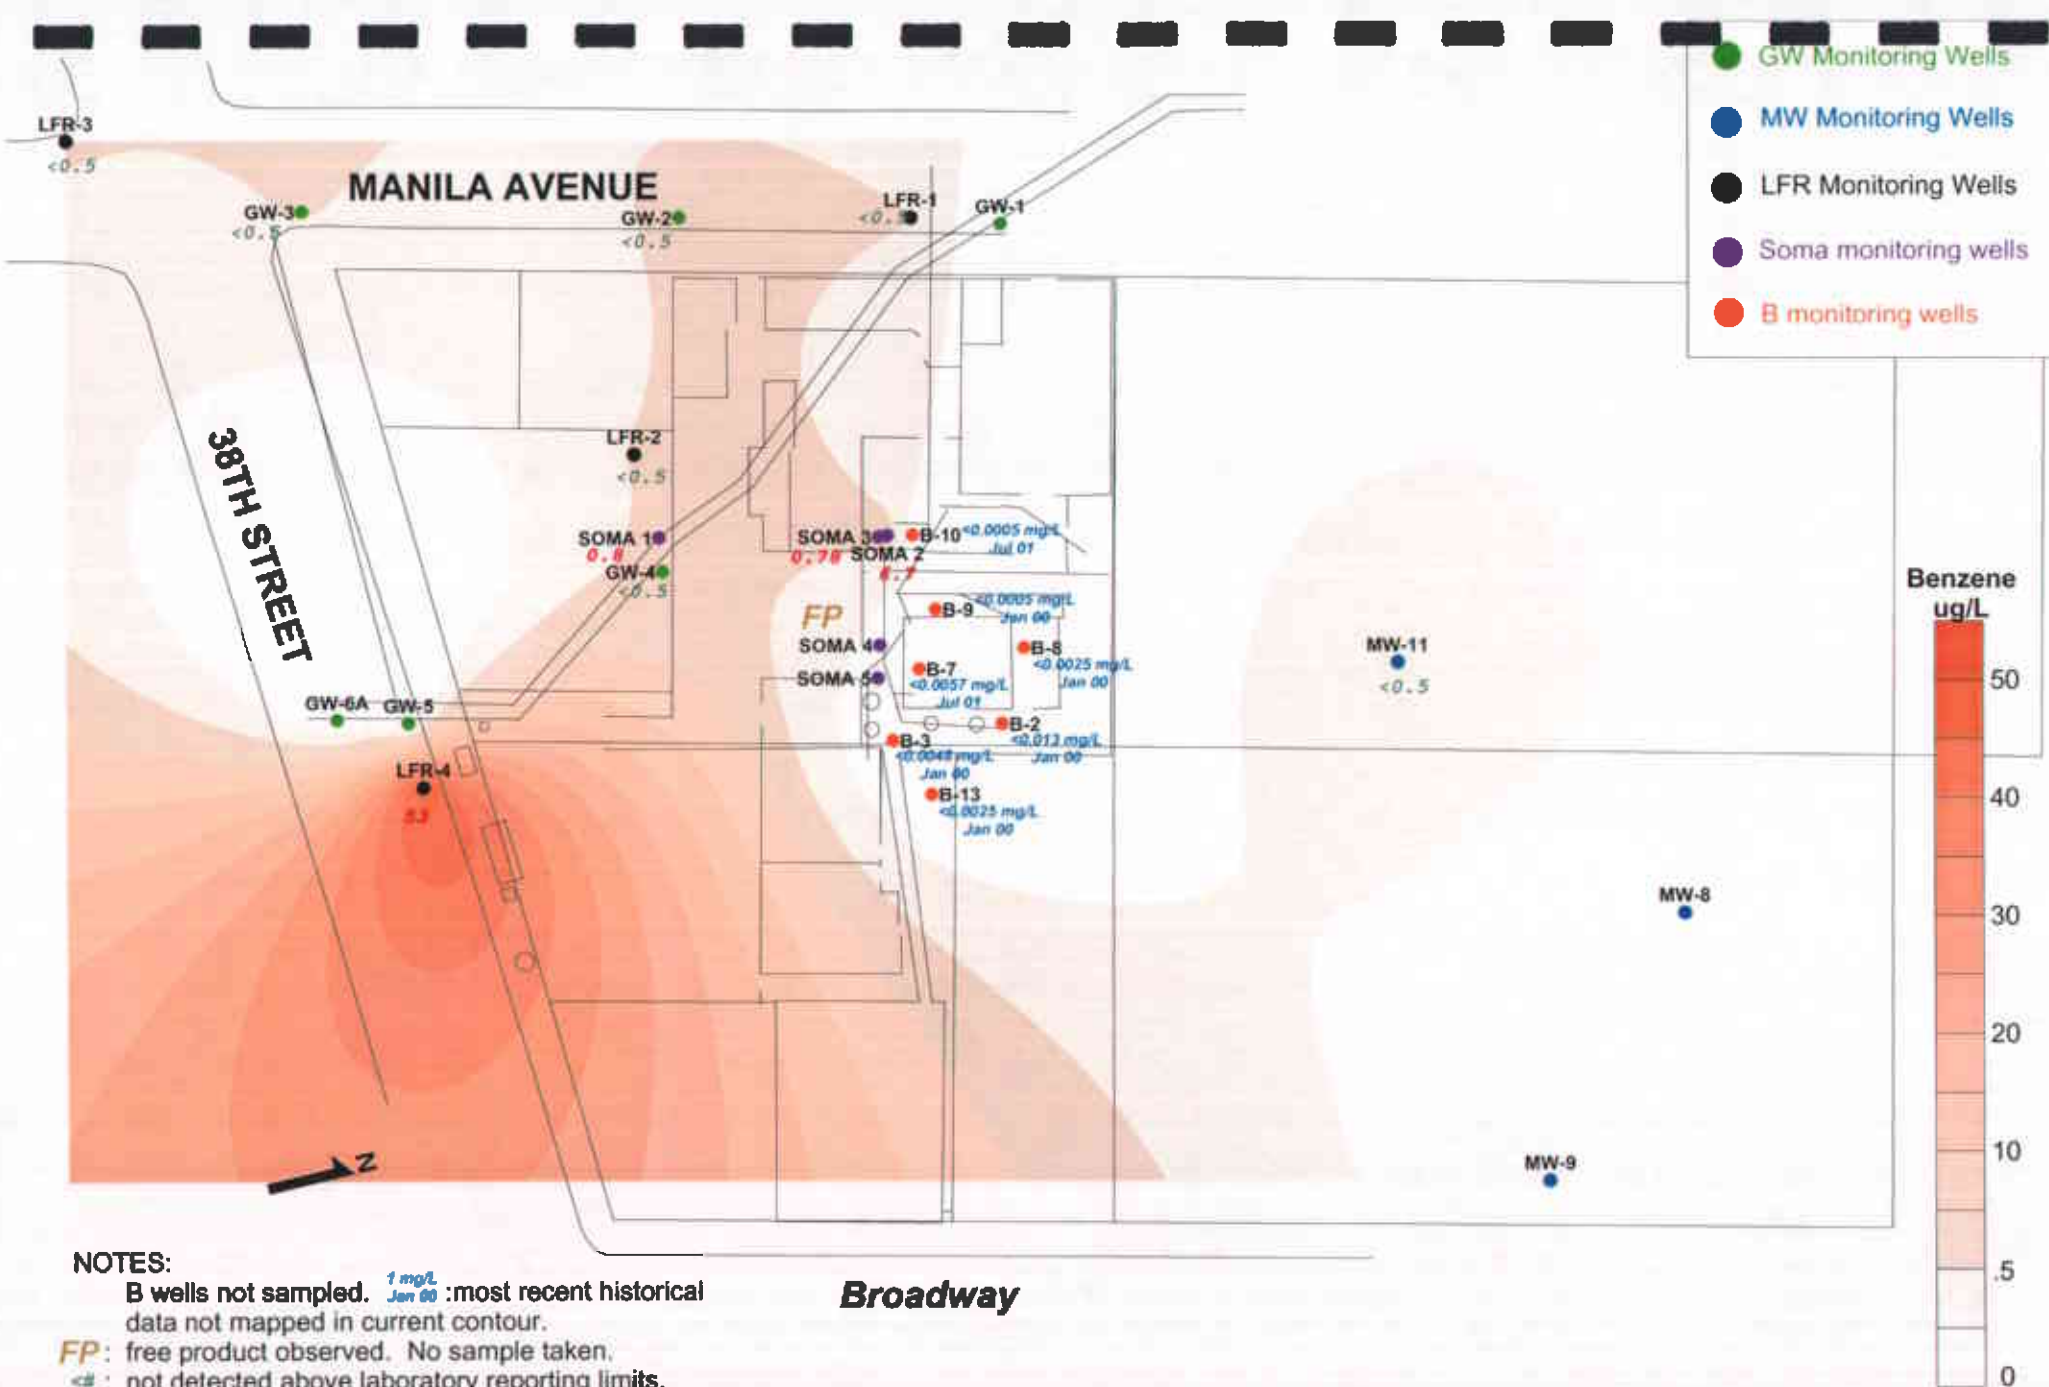 GW Monitoring Wells
MW Monitoring Wells
LFR Monitoring Wells
Soma monitoring wells
B monitoring wells
LFR-3
<0.5
MANILA AVENUE
GW-3
<0.5
GW-2
<0.5
LFR-1
GW-1
38TH STREET
LFR-2
<0.5
SOMA 1
0.8
GW-4
<0.5
SOMA 3
0.78
SOMA 2
B-10
<0.0005 mg/L
Jul 01
FP
B-9
<0.0005 mg/L
Jan 00
SOMA 4
B-8
<0.0025 mg/L
Jan 00
SOMA 5
B-7
<0.0057 mg/L
Jul 01
B-2
<0.013 mg/L
Jan 00
B-3
<0.0048 mg/L
Jan 00
B-13
<0.0025 mg/L
Jan 00
MW-11
<0.5
GW-6A
GW-5
LFR-4
53
MW-8
MW-9
N
Benzene
ug/L
50
40
30
20
10
.5
0
Broadway
NOTES:
B wells not sampled. 1 mg/L Jan 00 :most recent historical
data not mapped in current contour.
FP : free product observed. No sample taken.
<# : not detected above laboratory reporting limits.